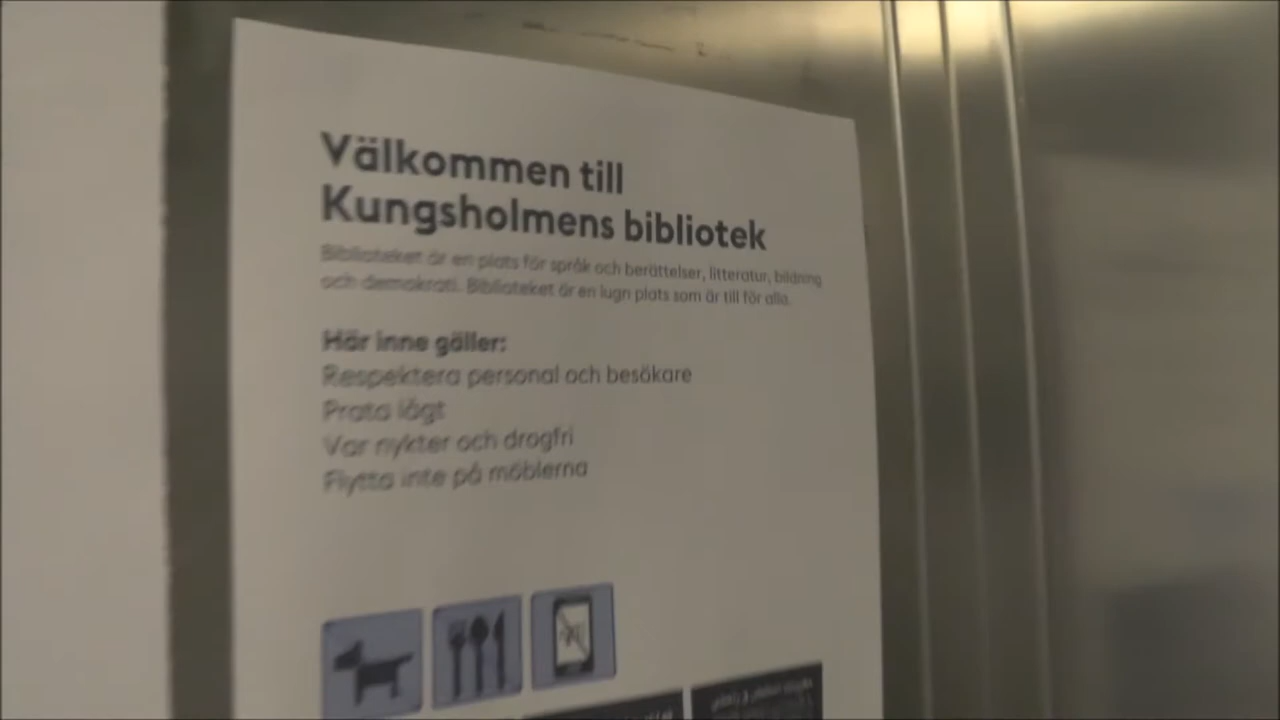 Välkommen till
Kungsholmens bibliotek
Biblioteket är en plats för språk och berättelser, litteratur, bildning
och demokrati. Biblioteket är en lugn plats som är till för alla.
Här inne gäller:
Respektera personal och besökare
Prata lågt
Var nykter och drogfri
Flytta inte på möblerna